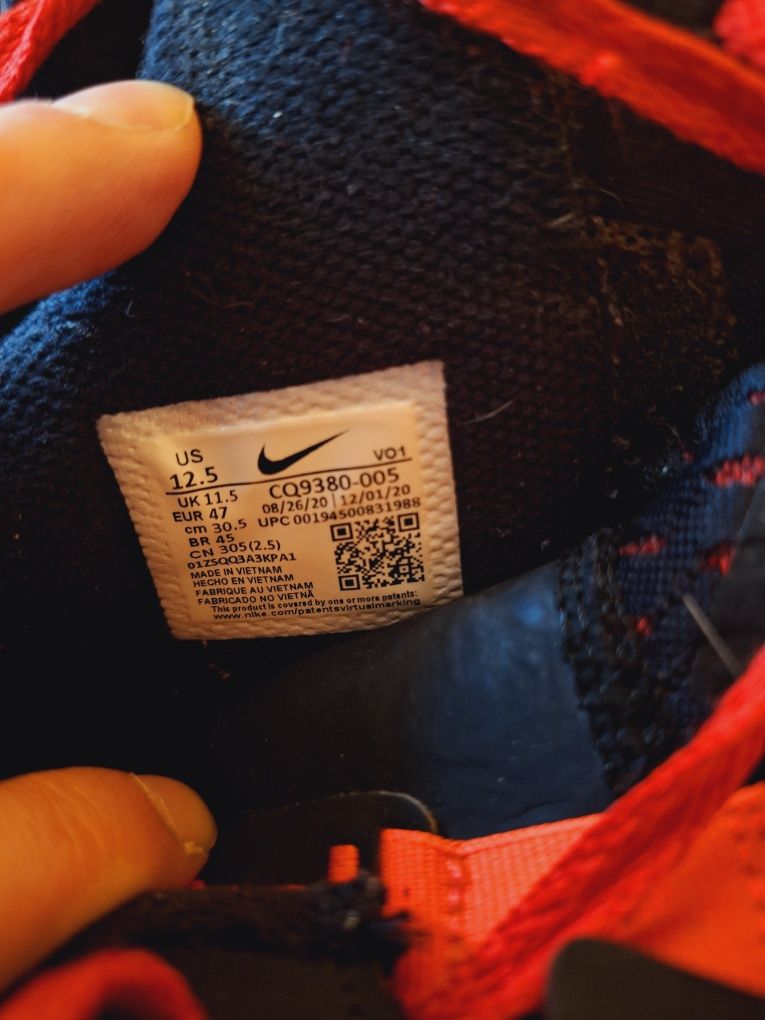 US VO1
12.5 CQ9380-005
UK 11.5 08/26/20 | 12/01/20
EUR 47 UPC 00194500831988
cm 30.5
BR 45
CN 305(2.5)
01ZSQQ3A3KPA1
MADE IN VIETNAM
HECHO EN VIETNAM
FABRIQUE AU VIETNAM
FABRICADO NO VIETNÃ
This product is covered by one or more patents:
www.nike.com/patentsvirtualmarking